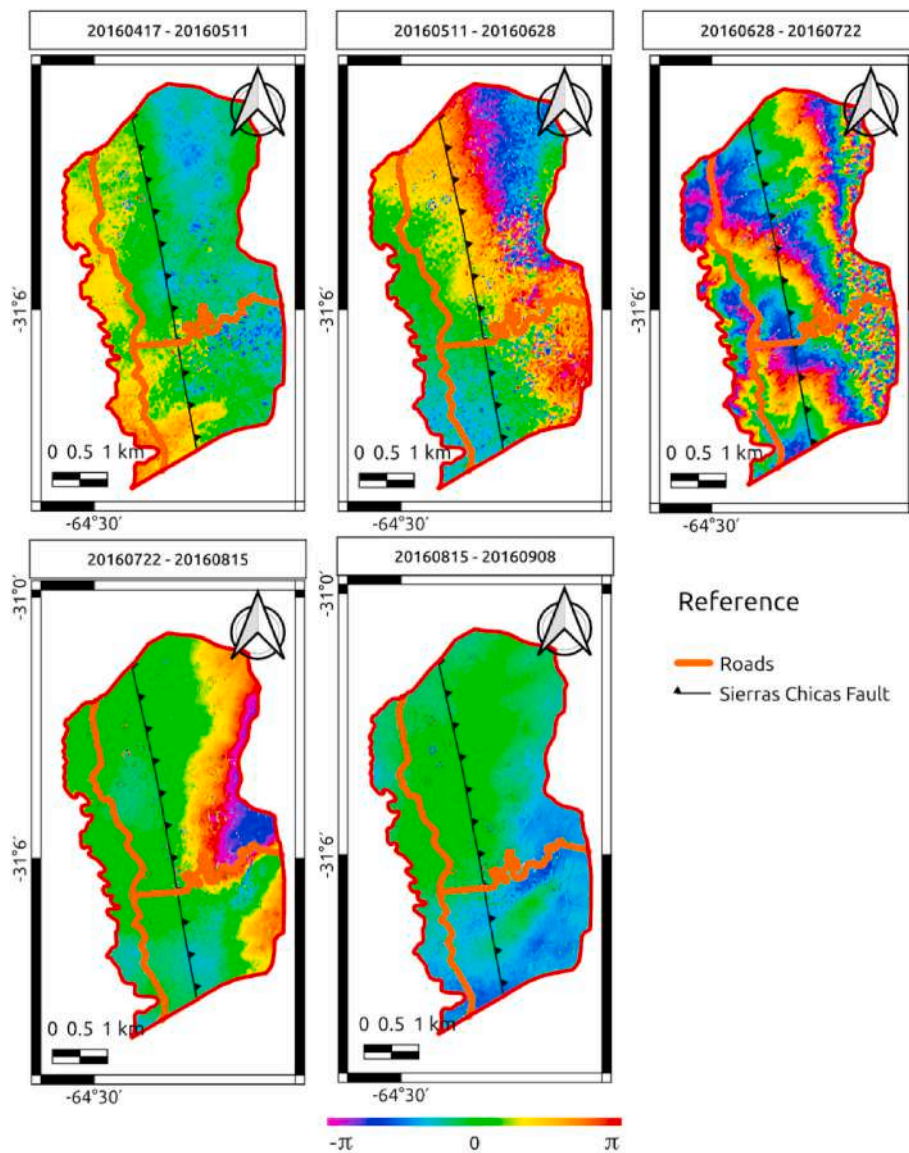 20160417 - 20160511
20160511 - 20160628
20160628 - 20160722
-31°6′
-31°6′
-31°6′
0 0.5 1 km
0 0.5 1 km
0 0.5 1 km
-64°30′
-64°30′
-64°30′
20160722 - 20160815
20160815 - 20160908
-31°0′
-31°0′
Reference
Roads
Sierras Chicas Fault
-31°6′
-31°6′
0 0.5 1 km
0 0.5 1 km
-64°30′
-64°30′
-π 0 π